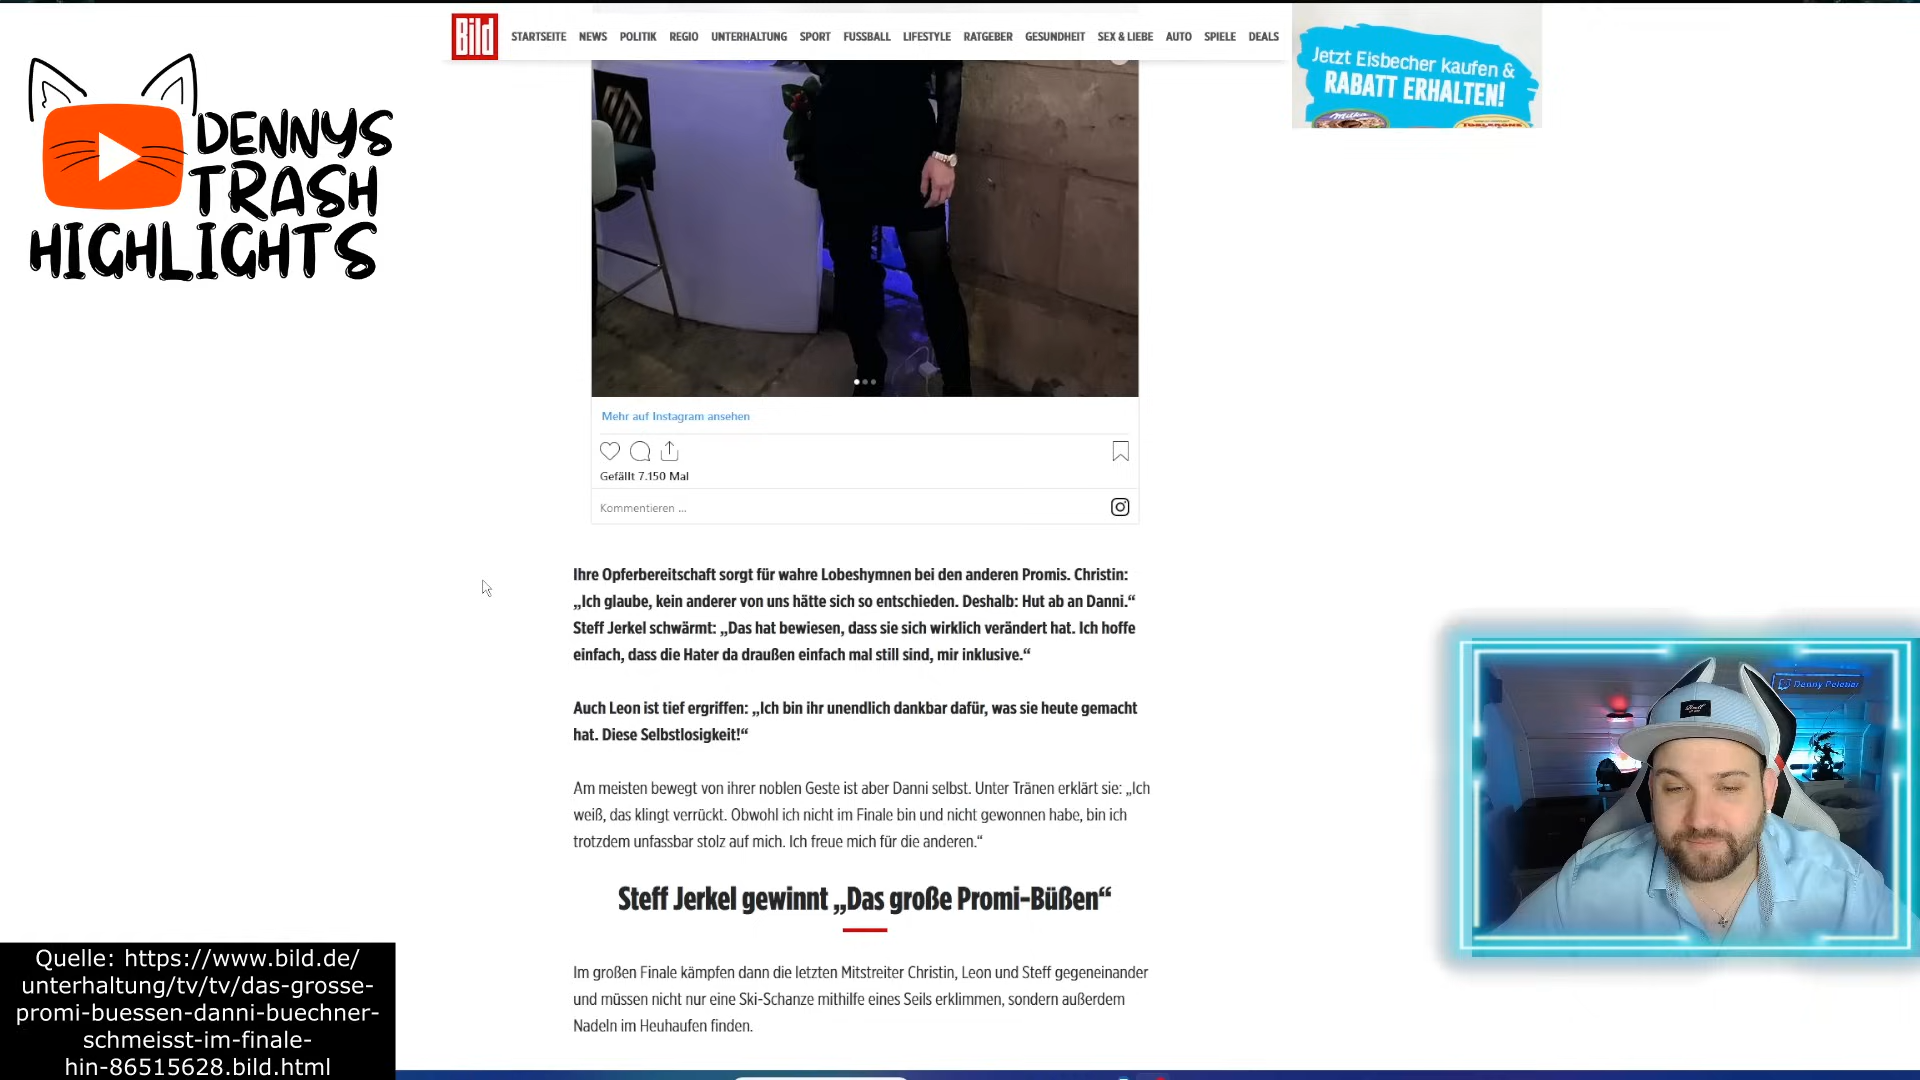 Bild
STARTSEITE NEWS POLITIK REGIO UNTERHALTUNG SPORT FUSSBALL LIFESTYLE RATGEBER GESUNDHEIT SEX & LIEBE AUTO SPIELE DEALS
Jetzt Eisbecher kaufen &
RABATT ERHALTEN!
Milka
TOBLERONE
DENNYS
TRASH
HIGHLIGHTS
Mehr auf Instagram ansehen
Gefällt 7.150 Mal
Kommentieren ...
Ihre Opferbereitschaft sorgt für wahre Lobeshymnen bei den anderen Promis. Christin:
„Ich glaube, kein anderer von uns hätte sich so entschieden. Deshalb: Hut ab an Danni.“
Steff Jerkel schwärmt: „Das hat bewiesen, dass sie sich wirklich verändert hat. Ich hoffe
einfach, dass die Hater da draußen einfach mal still sind, mir inklusive.“
Auch Leon ist tief ergriffen: „Ich bin ihr unendlich dankbar dafür, was sie heute gemacht
hat. Diese Selbstlosigkeit!“
Am meisten bewegt von ihrer noblen Geste ist aber Danni selbst. Unter Tränen erklärt sie: „Ich
weiß, das klingt verrückt. Obwohl ich nicht im Finale bin und nicht gewonnen habe, bin ich
trotzdem unfassbar stolz auf mich. Ich freue mich für die anderen.“
Steff Jerkel gewinnt „Das große Promi-Büßen“
Im großen Finale kämpfen dann die letzten Mitstreiter Christin, Leon und Steff gegeneinander
und müssen nicht nur eine Ski-Schanze mithilfe eines Seils erklimmen, sondern außerdem
Nadeln im Heuhaufen finden.
Denny Peletier
Quelle: https://www.bild.de/
unterhaltung/tv/tv/das-grosse-
promi-buessen-danni-buechner-
schmeisst-im-finale-
hin-86515628.bild.html